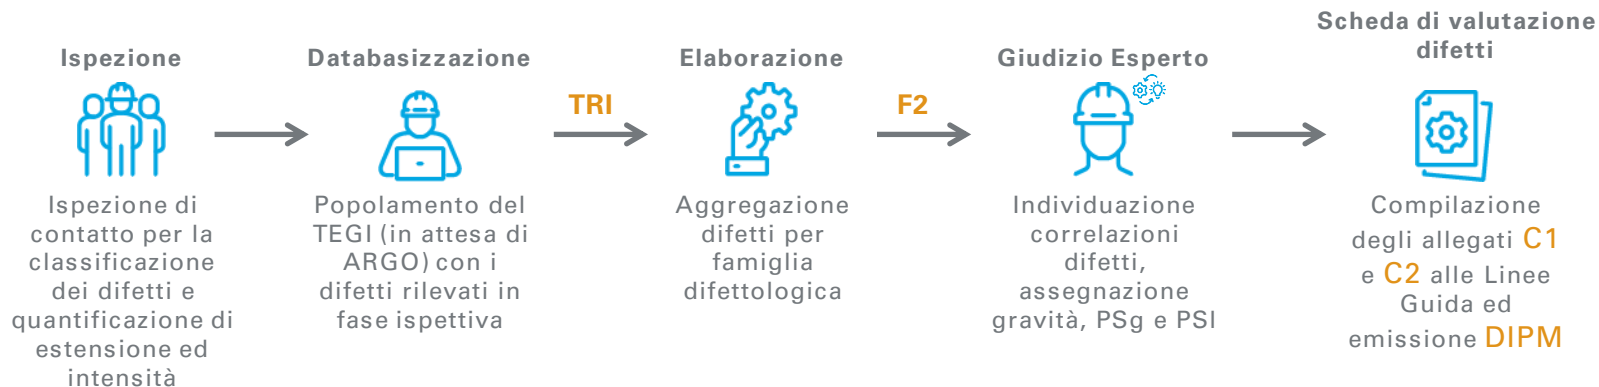 Ispezione
Ispezione di
contatto per la
classificazione
dei difetti e
quantificazione di
estensione ed
intensità
Databasizzazione
Popolamento del
TEGI (in attesa di
ARGO) con i
difetti rilevati in
fase ispettiva
TRI
Elaborazione
Aggregazione
difetti per
famiglia
difettologica
F2
Giudizio Esperto
Individuazione
correlazioni
difetti,
assegnazione
gravità, PSg e PSI
Scheda di valutazione
difetti
Compilazione
degli allegati C1
e C2 alle Linee
Guida ed
emissione DIPM